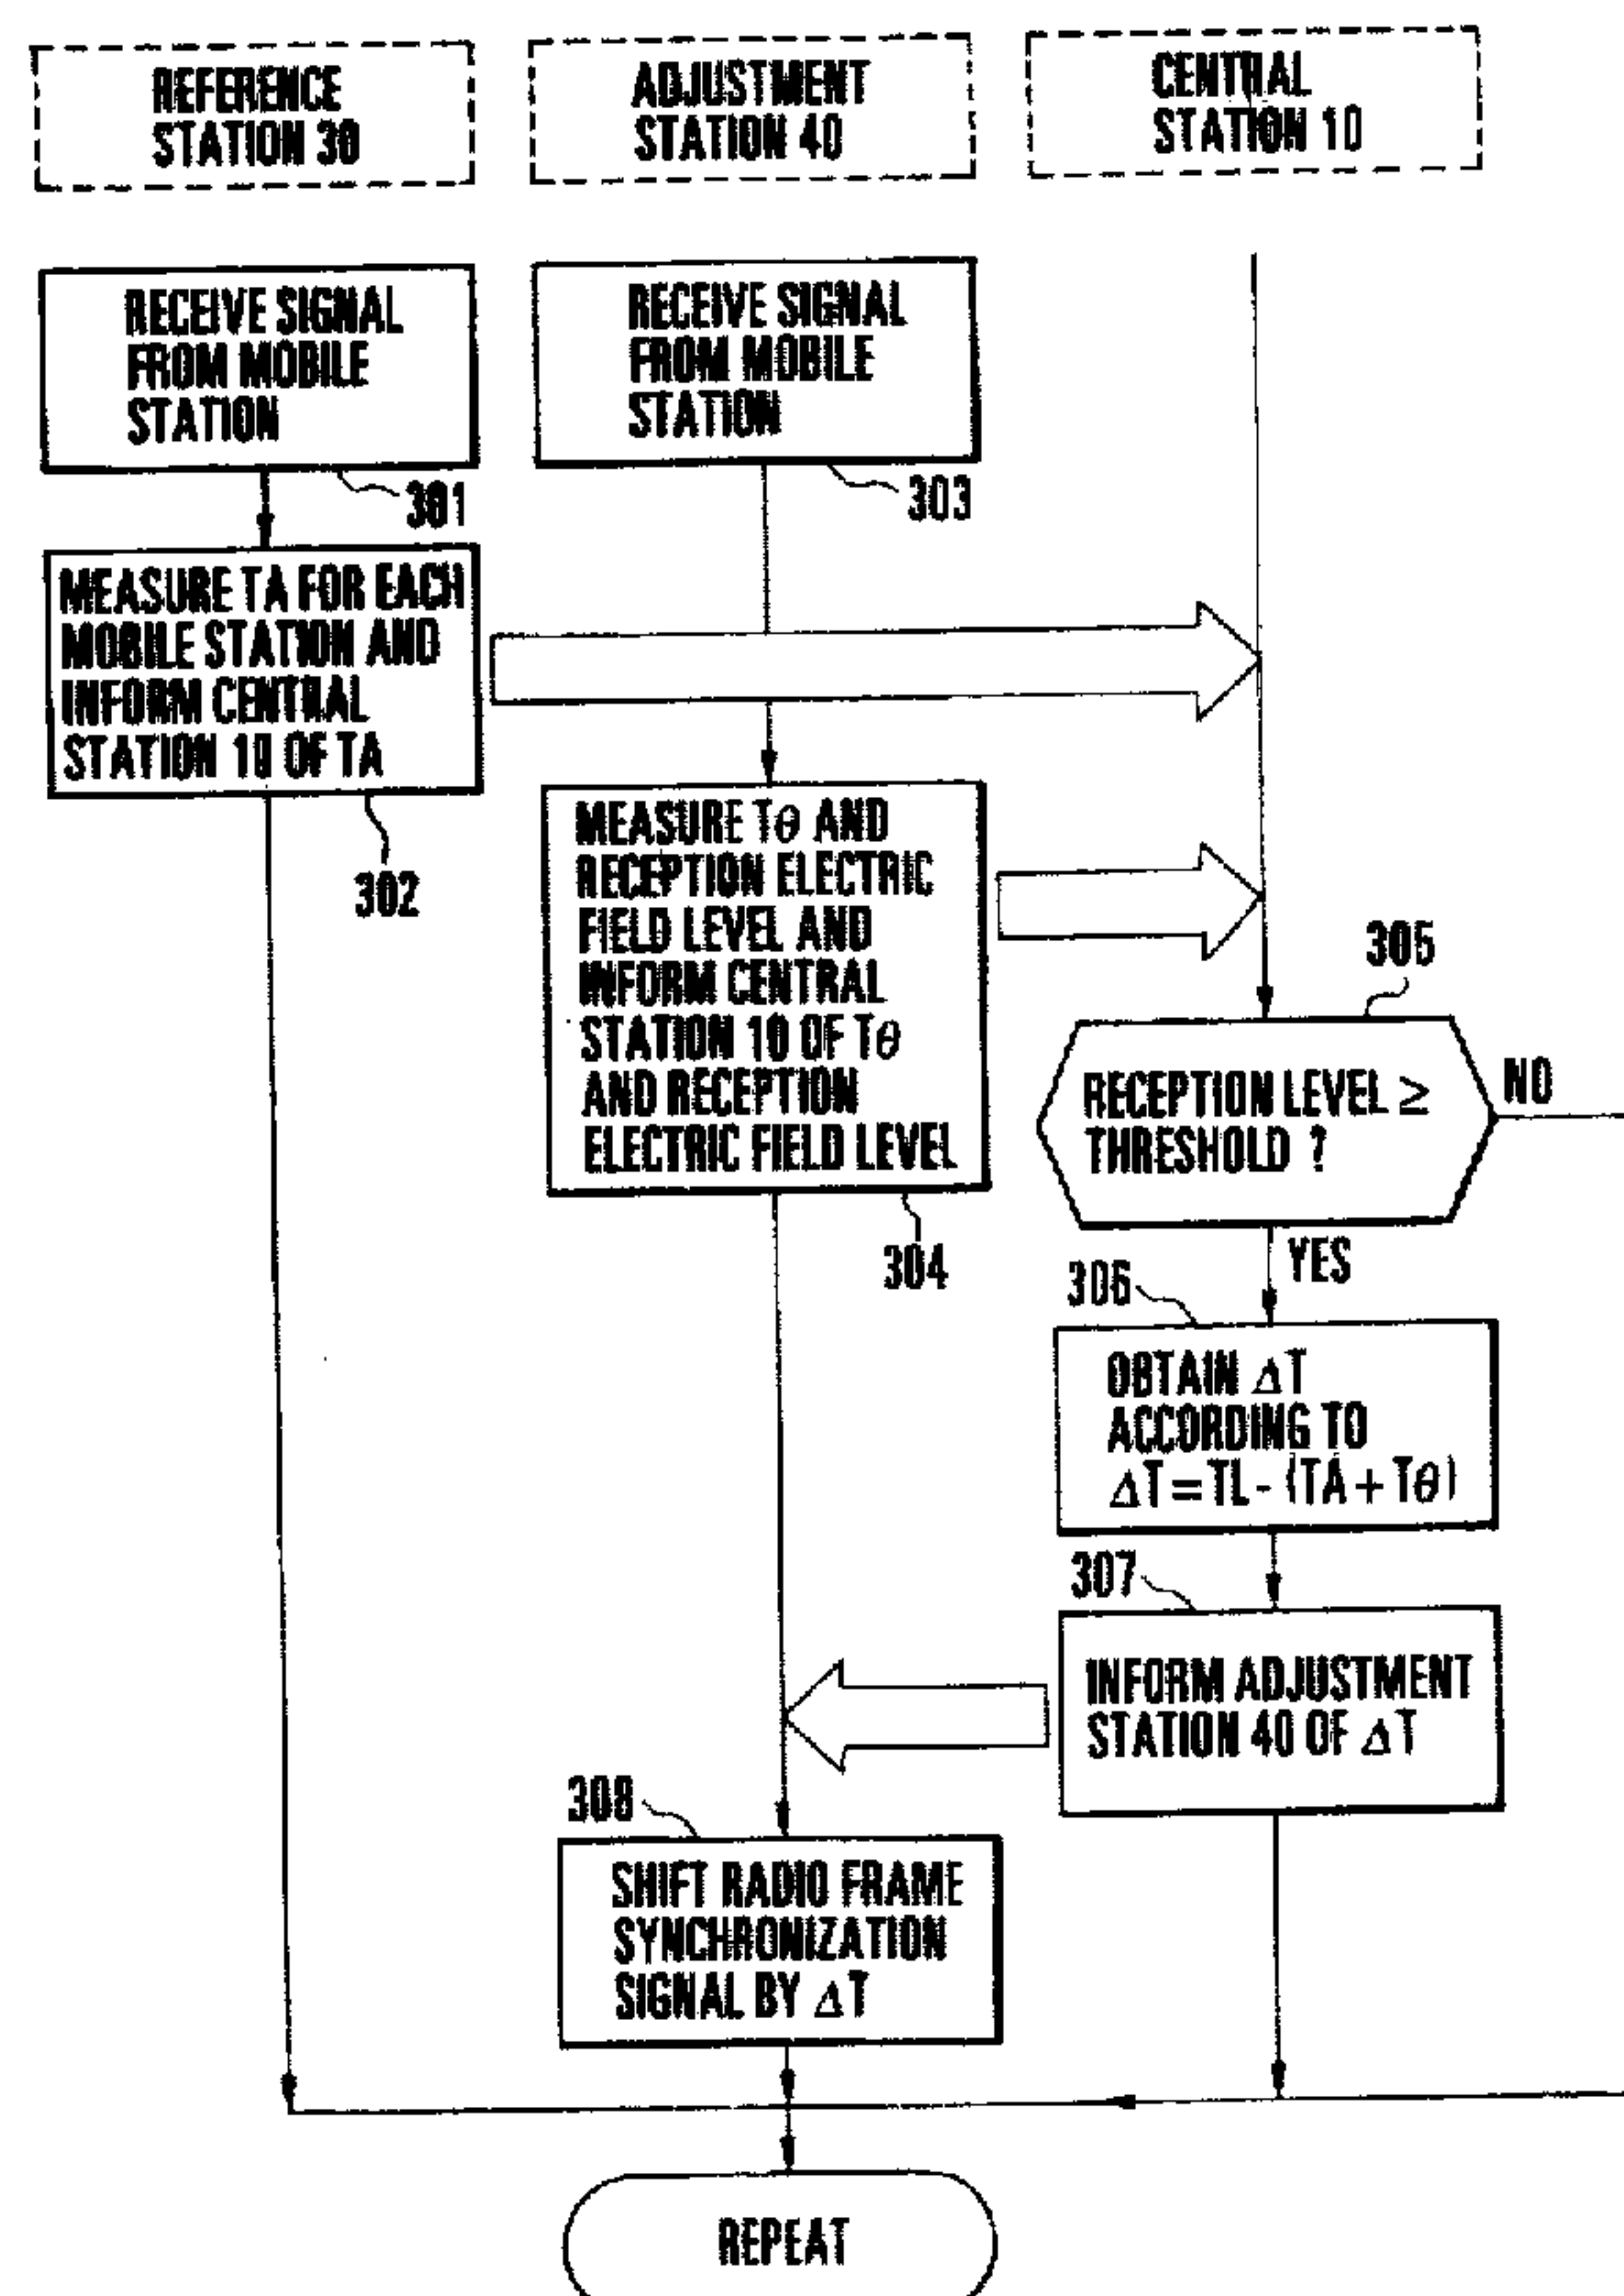 REFERENCE
STATION 30
ADJUSTMENT
STATION 40
CENTRAL
STATION 10
RECEIVE SIGNAL
FROM MOBILE
STATION
301
RECEIVE SIGNAL
FROM MOBILE
STATION
303
MEASURE TA FOR EACH
MOBILE STATION AND
INFORM CENTRAL
STATION 10 OF TA
302
MEASURE Tθ AND
RECEPTION ELECTRIC
FIELD LEVEL AND
INFORM CENTRAL
STATION 10 OF Tθ
AND RECEPTION
ELECTRIC FIELD LEVEL
304
305
RECEPTION LEVEL ≥
THRESHOLD ?
NO
YES
306
OBTAIN ΔT
ACCORDING TO
ΔT = TL - (TA + Tθ)
307
INFORM ADJUSTMENT
STATION 40 OF ΔT
308
SHIFT RADIO FRAME
SYNCHRONIZATION
SIGNAL BY ΔT
REPEAT